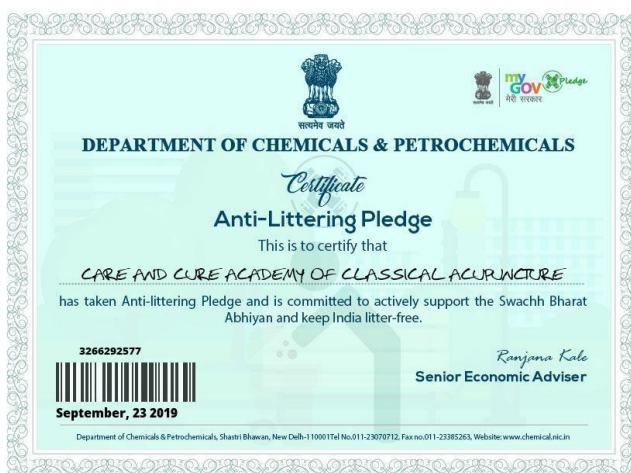 सत्यमेव जयते
my
GOV
मेरी सरकार
Pledge
DEPARTMENT OF CHEMICALS & PETROCHEMICALS
Certificate
Anti-Littering Pledge
This is to certify that
CARE AND CURE ACADEMY OF CLASSICAL ACUPUNCTURE
has taken Anti-littering Pledge and is committed to actively support the Swachh Bharat
Abhiyan and keep India litter-free.
3266292577
Ranjana Kale
Senior Economic Adviser
September, 23 2019
Department of Chemicals & Petrochemicals, Shastri Bhawan, New Delh-110001Tel No.011-23070712, Fax no.011-23385263, Website: www.chemical.nic.in